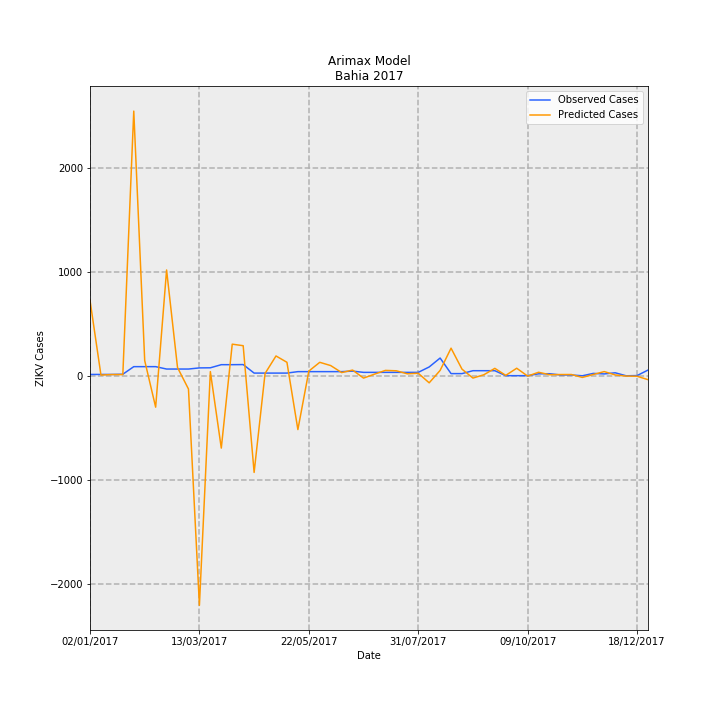 Arimax Model
Bahia 2017
Observed Cases
Predicted Cases
ZIKV Cases
2000
1000
0
−1000
−2000
02/01/2017 13/03/2017 22/05/2017 31/07/2017 09/10/2017 18/12/2017
Date